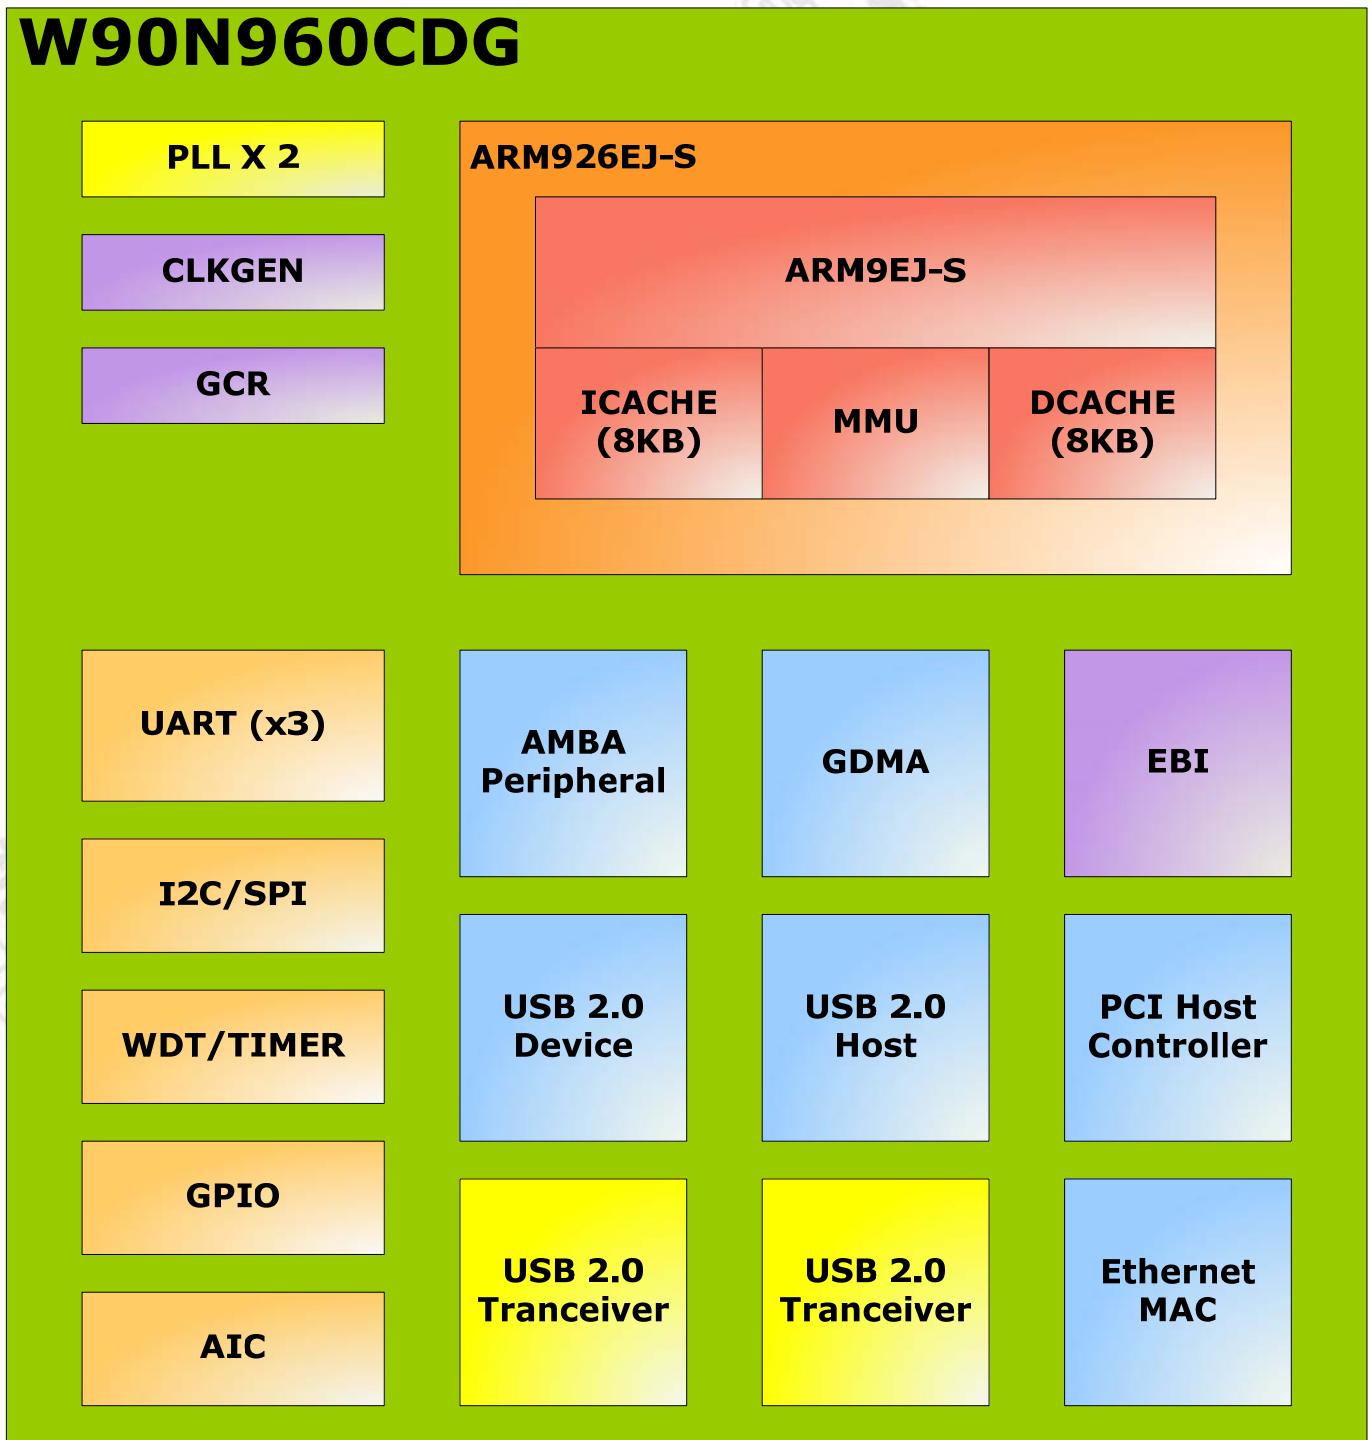 W90N960CDG
PLL X 2
CLKGEN
GCR
ARM926EJ-S
ARM9EJ-S
ICACHE
(8KB)
MMU
DCACHE
(8KB)
UART (x3)
I2C/SPI
WDT/TIMER
GPIO
AIC
AMBA
Peripheral
GDMA
EBI
USB 2.0
Device
USB 2.0
Host
PCI Host
Controller
USB 2.0
Tranceiver
USB 2.0
Tranceiver
Ethernet
MAC